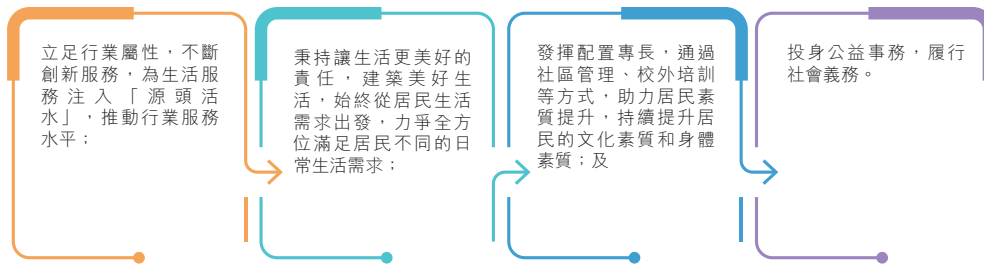 立足行業屬性，不斷
創新服務，為生活服
務注入「源頭活
水」，推動行業服務
水平；
秉持讓生活更美好的
責任，建築美好生
活，始終從居民生活
需求出發，力爭全方
位滿足居民不同的日
常生活需求；
發揮配置專長，通過
社區管理、校外培訓
等方式，助力居民素
質提升，持續提升居
民的文化素質和身體
素質；及
投身公益事務，履行
社會義務。